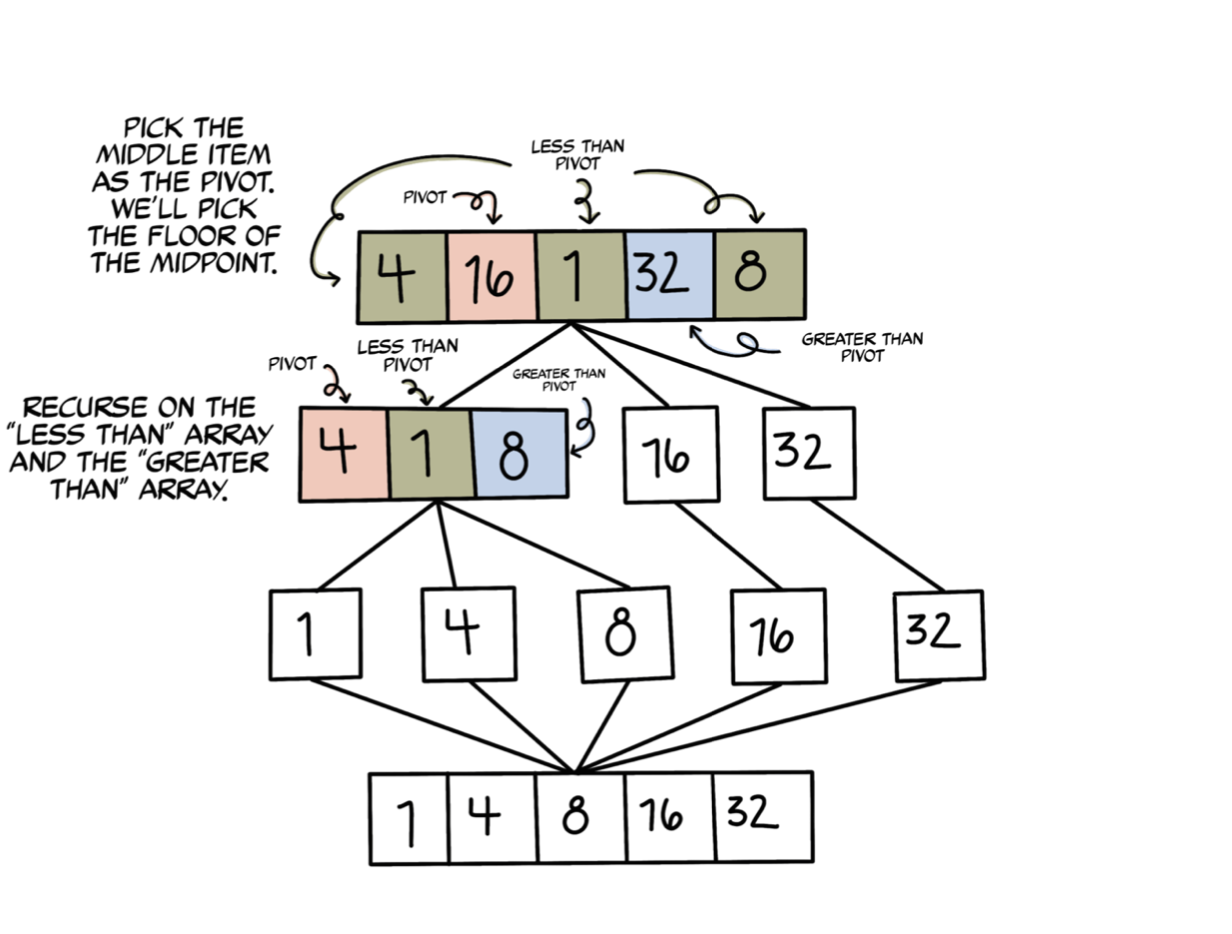 PICK THE
MIDDLE ITEM
AS THE PIVOT.
WE'LL PICK
THE FLOOR OF
THE MIDPOINT.
LESS THAN
PIVOT
PIVOT
4 16 1 32 8
GREATER THAN
PIVOT
PIVOT
LESS THAN
PIVOT
GREATER THAN
PIVOT
RECURSE ON THE
"LESS THAN" ARRAY
AND THE "GREATER
THAN" ARRAY.
4 1 8 16 32
1 4 8 16 32
1 4 8 16 32